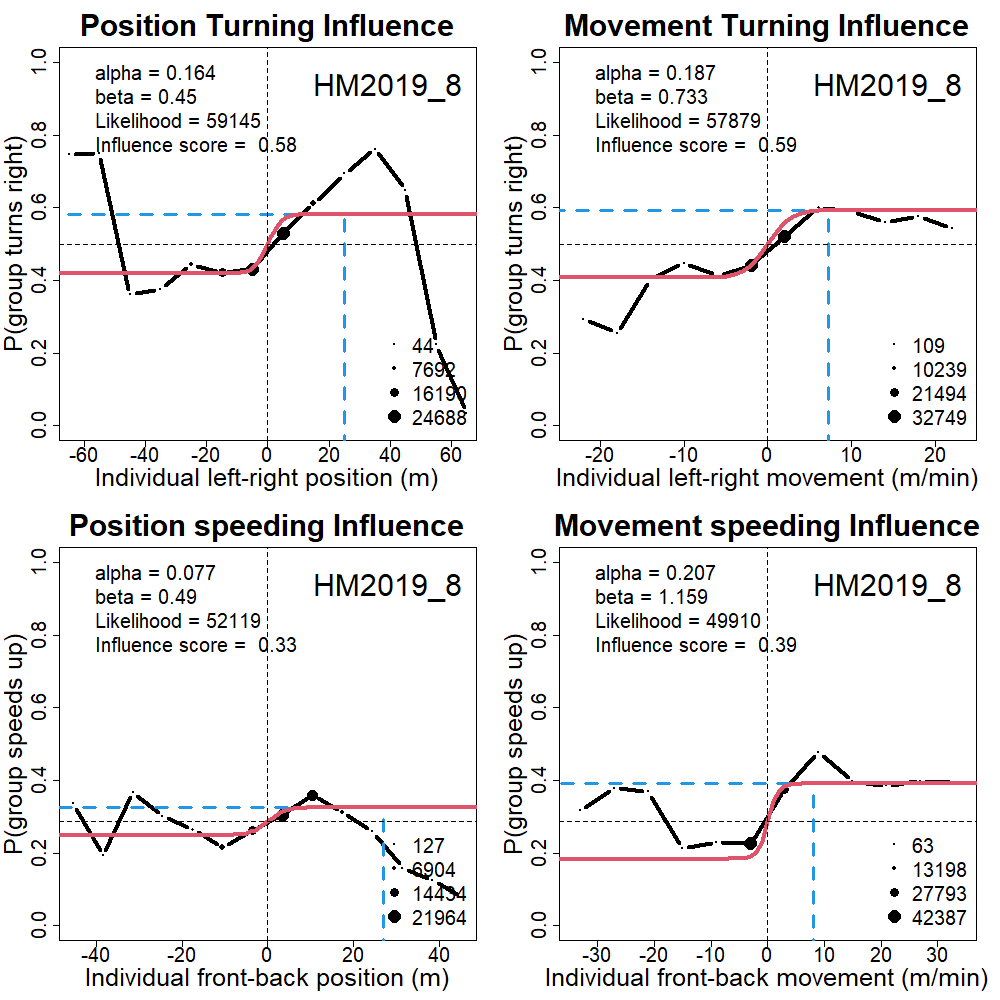 Position Turning Influence
alpha = 0.164
beta = 0.45
Likelihood = 59145
Influence score = 0.58
HM2019_8
P(group turns right)
0.0 0.2 0.4 0.6 0.8 1.0
44
7692
16190
24688
-60 -40 -20 0 20 40 60
Individual left-right position (m)
Movement Turning Influence
alpha = 0.187
beta = 0.733
Likelihood = 57879
Influence score = 0.59
HM2019_8
P(group turns right)
0.0 0.2 0.4 0.6 0.8 1.0
109
10239
21494
32749
-20 -10 0 10 20
Individual left-right movement (m/min)
Position speeding Influence
alpha = 0.077
beta = 0.49
Likelihood = 52119
Influence score = 0.33
HM2019_8
P(group speeds up)
0.0 0.2 0.4 0.6 0.8 1.0
127
6904
14434
21964
-40 -20 0 20 40
Individual front-back position (m)
Movement speeding Influence
alpha = 0.207
beta = 1.159
Likelihood = 49910
Influence score = 0.39
HM2019_8
P(group speeds up)
0.0 0.2 0.4 0.6 0.8 1.0
63
13198
27793
42387
-30 -20 -10 0 10 20 30
Individual front-back movement (m/min)